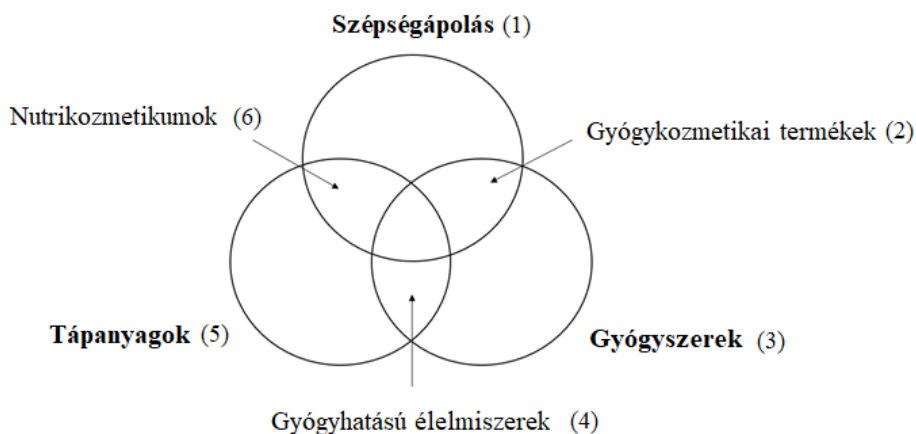 Szépségápolás (1)
Nutrikozmetikumok (6)
Gyógykozmetikai termékek (2)
Tápanyagok (5)
Gyógyszerek (3)
Gyógyhatású élelmiszerek (4)